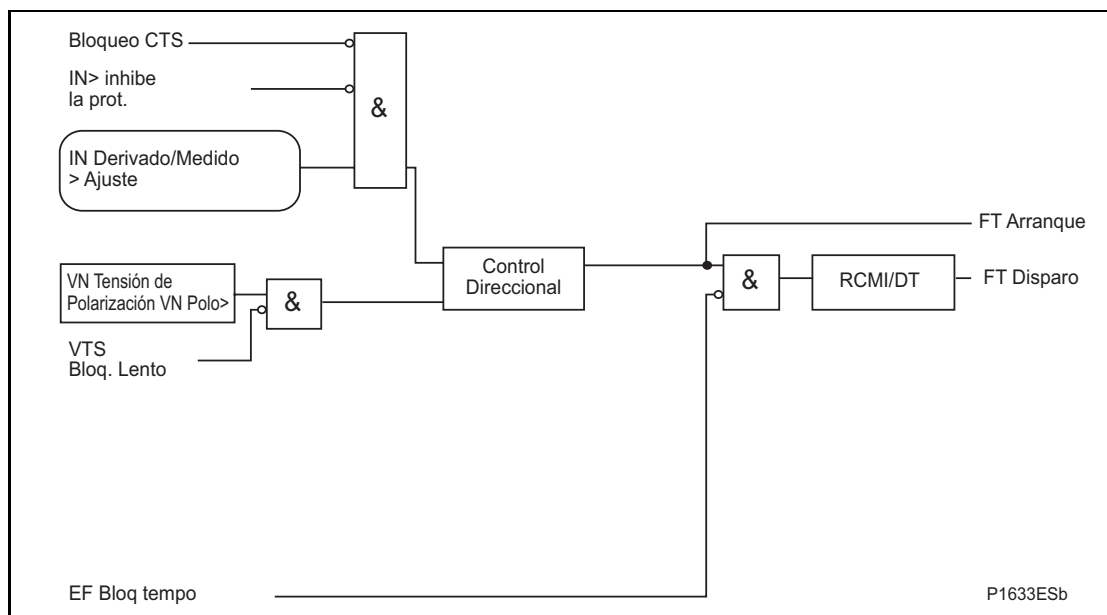 Bloqueo CTS
IN> inhibe
la prot.
&
IN Derivado/Medido
> Ajuste
FT Arranque
Control
Direccional
VN Tensión de
Polarización VN Polo>
&
&
RCMI/DT
FT Disparo
VTS
Bloq. Lento
EF Bloq tempo
P1633ESb